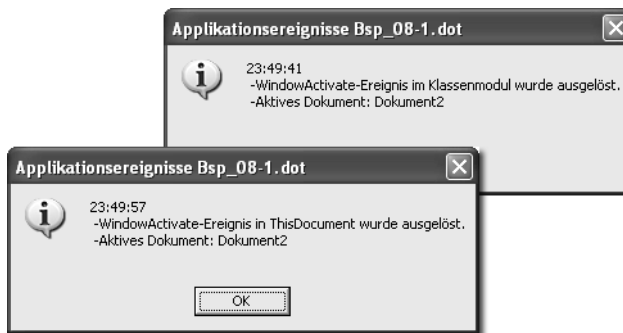 Applikationsereignisse Bsp_08-1.dot
23:49:41
-WindowActivate-Ereignis im Klassenmodul wurde ausgelöst.
-Aktives Dokument: Dokument2
Applikationsereignisse Bsp_08-1.dot
23:49:57
-WindowActivate-Ereignis in ThisDocument wurde ausgelöst.
-Aktives Dokument: Dokument2
OK